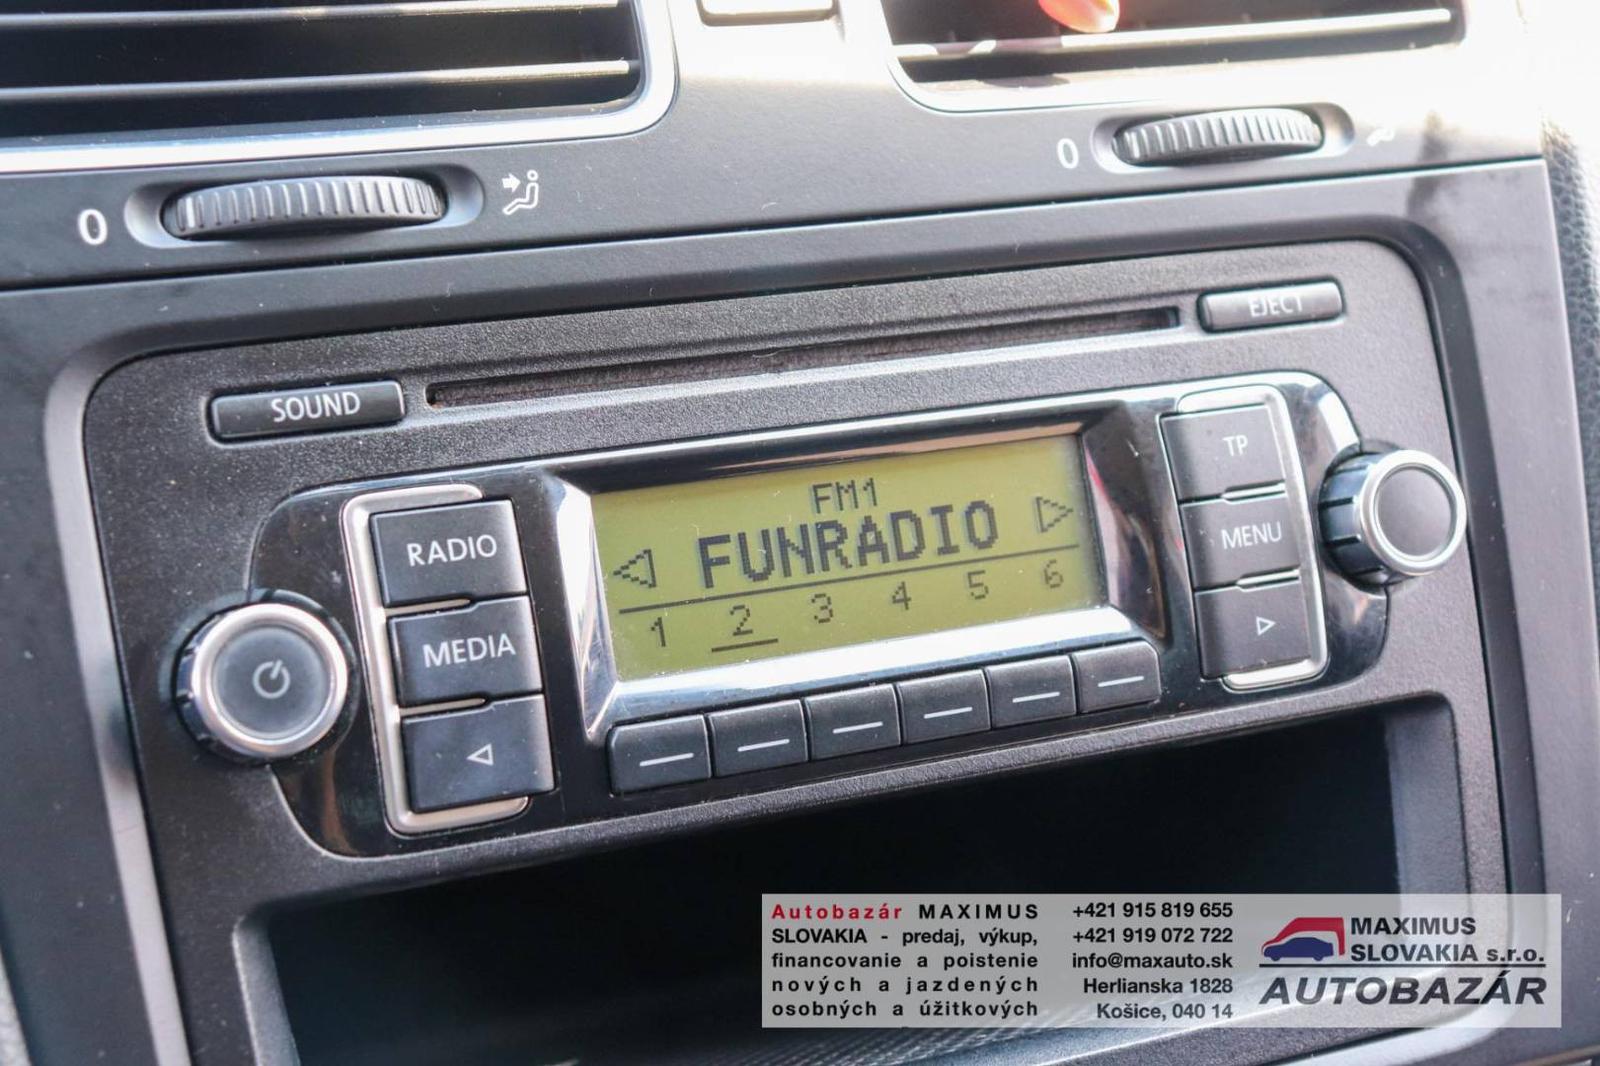 0
0
EJECT
SOUND
TP
FM1
FUNRADIO
RADIO
MENU
1 2 3 4 5 6
MEDIA
Autobazár MAXIMUS
SLOVAKIA - predaj, výkup,
financovanie a poistenie
nových a jazdených
osobných a úžitkových
+421 915 819 655
+421 919 072 722
info@maxauto.sk
Herlianska 1828
Košice, 040 14
MAXIMUS
SLOVAKIA s.r.o.
AUTOBAZÁR